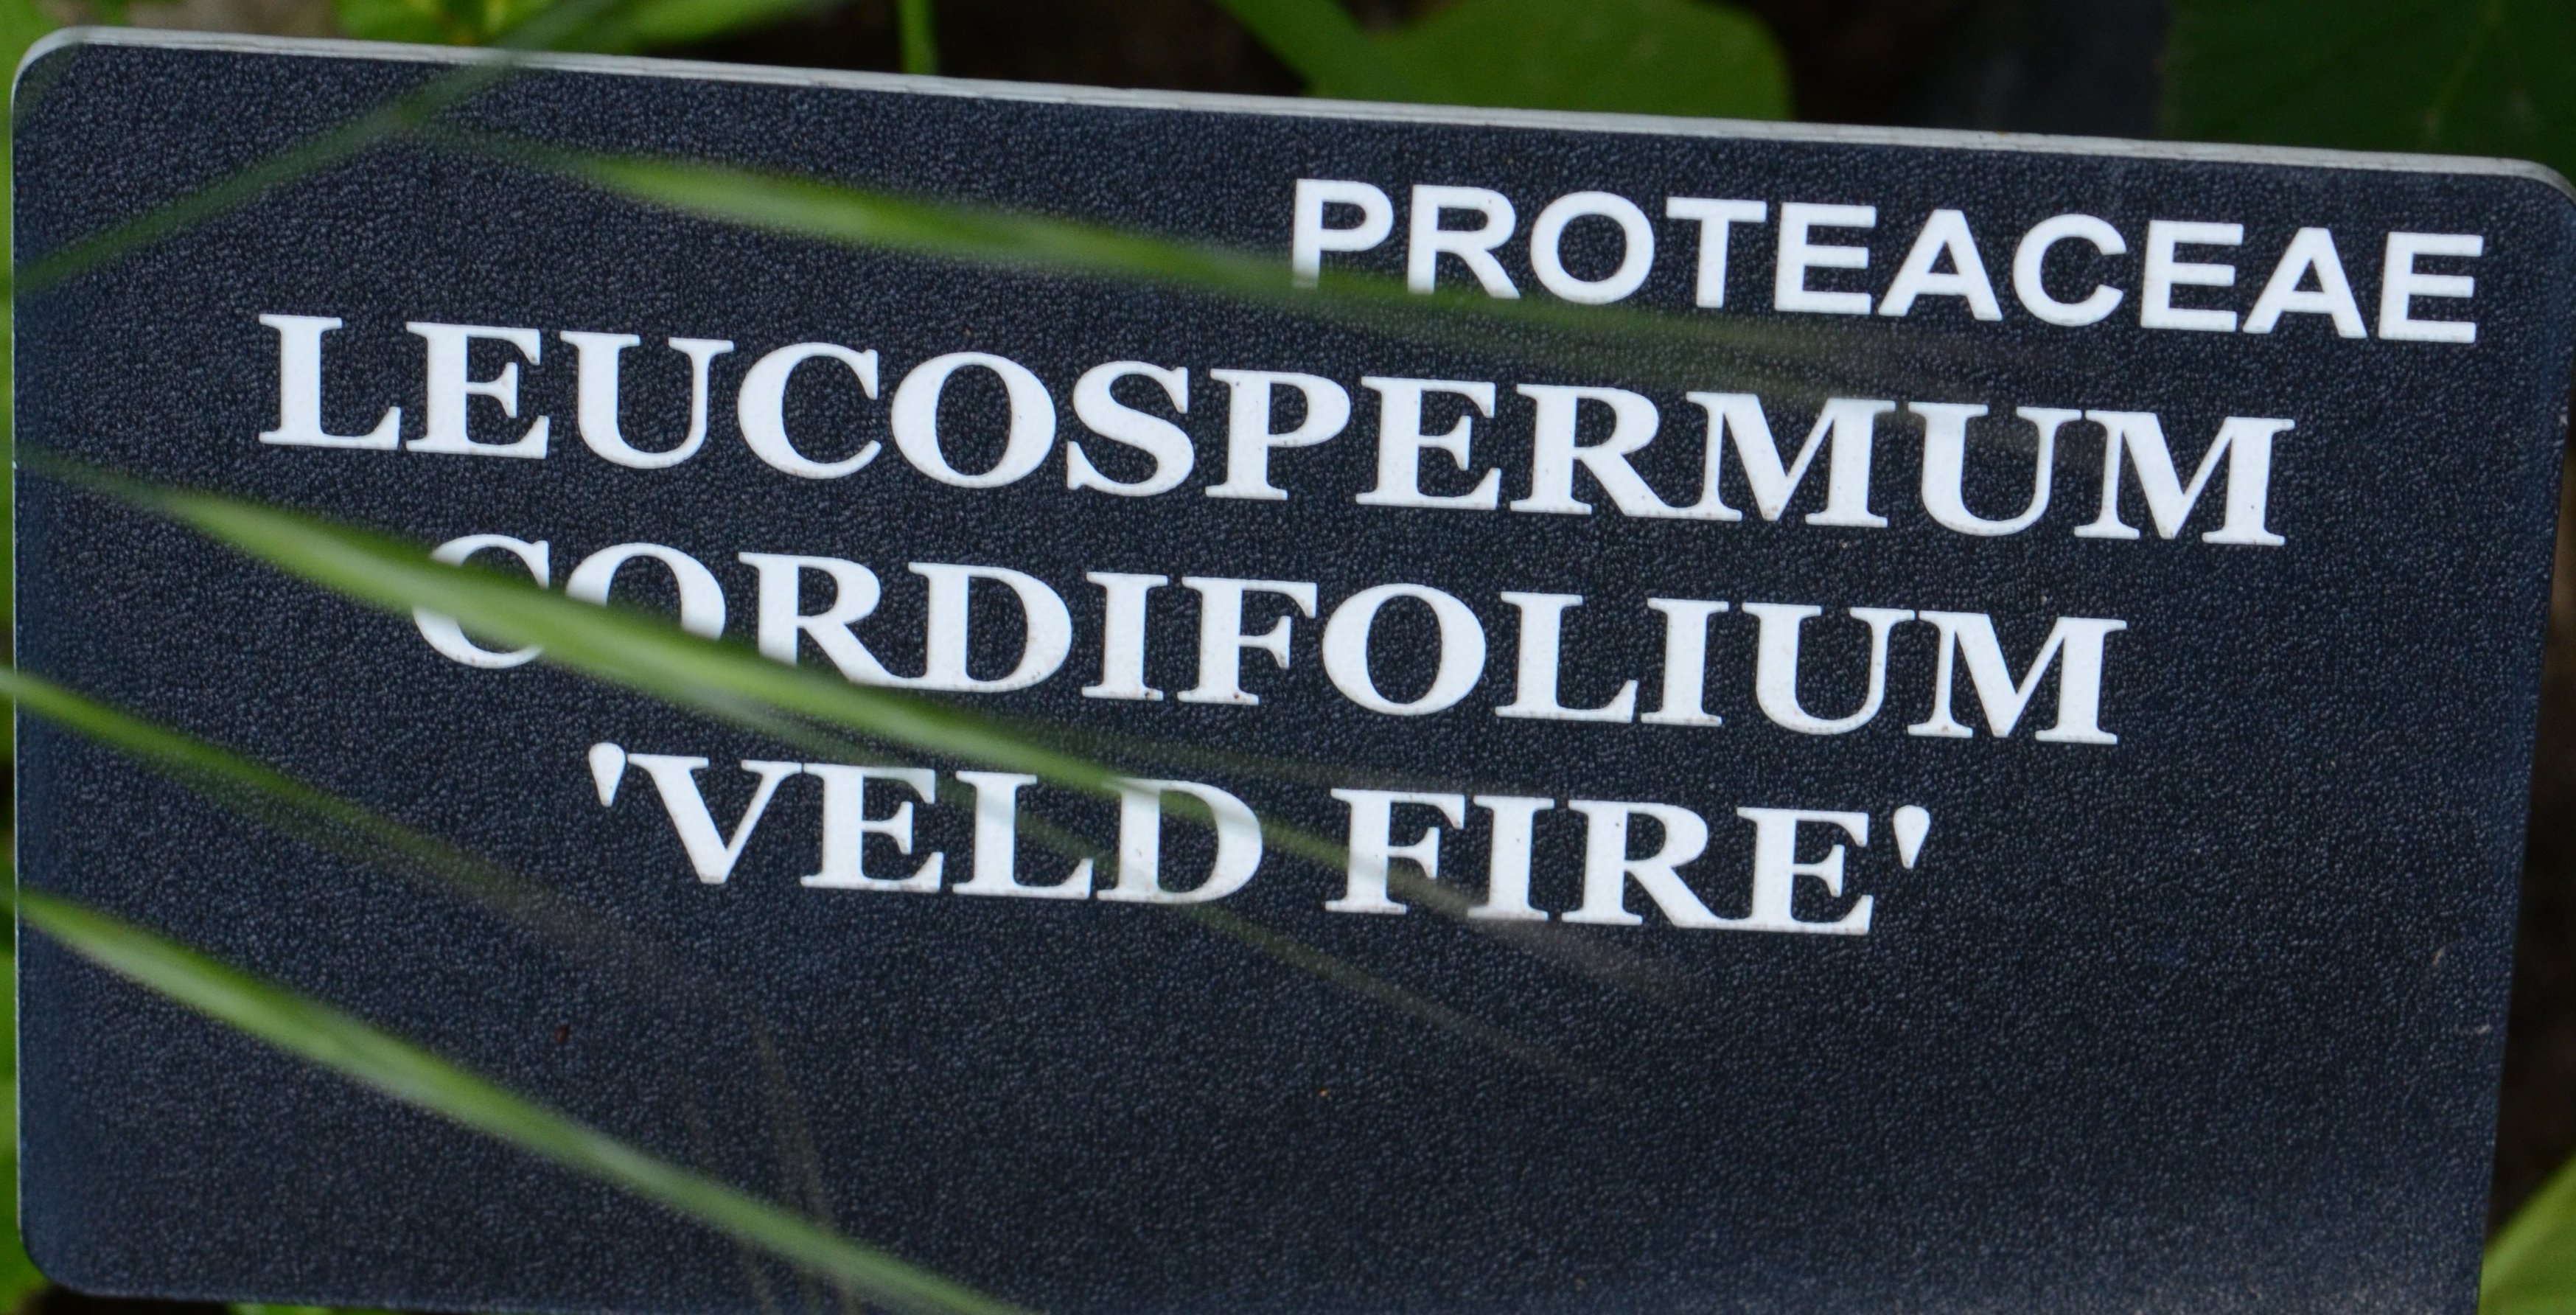 PROTEACEAE
LEUCOSPERMUM
CORDIFOLIUM
'VELD FIRE'